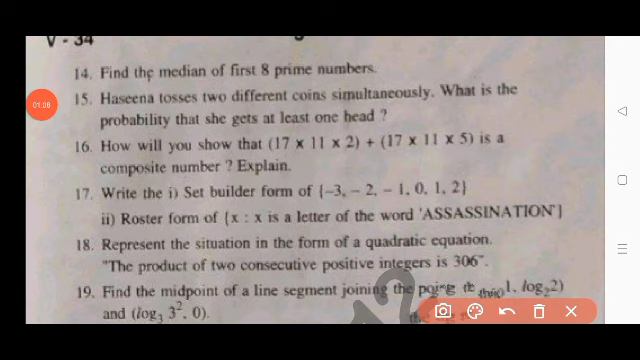 V - 34
14. Find the median of first 8 prime numbers.
15. Haseena tosses two different coins simultaneously. What is the
probability that she gets at least one head ?
01:36
16. How will you show that (17 × 11 × 2) + (17 × 11 × 5) is a
composite number ? Explain.
17. Write the i) Set builder form of {-3, - 2, - 1, 0, 1, 2}
ii) Roster form of {x : x is a letter of the word 'ASSASSINATION'}
18. Represent the situation in the form of a quadratic equation.
"The product of two consecutive positive integers is 306".
19. Find the midpoint of a line segment joining the 1, log₂2)
and (log₃ 3², 0).